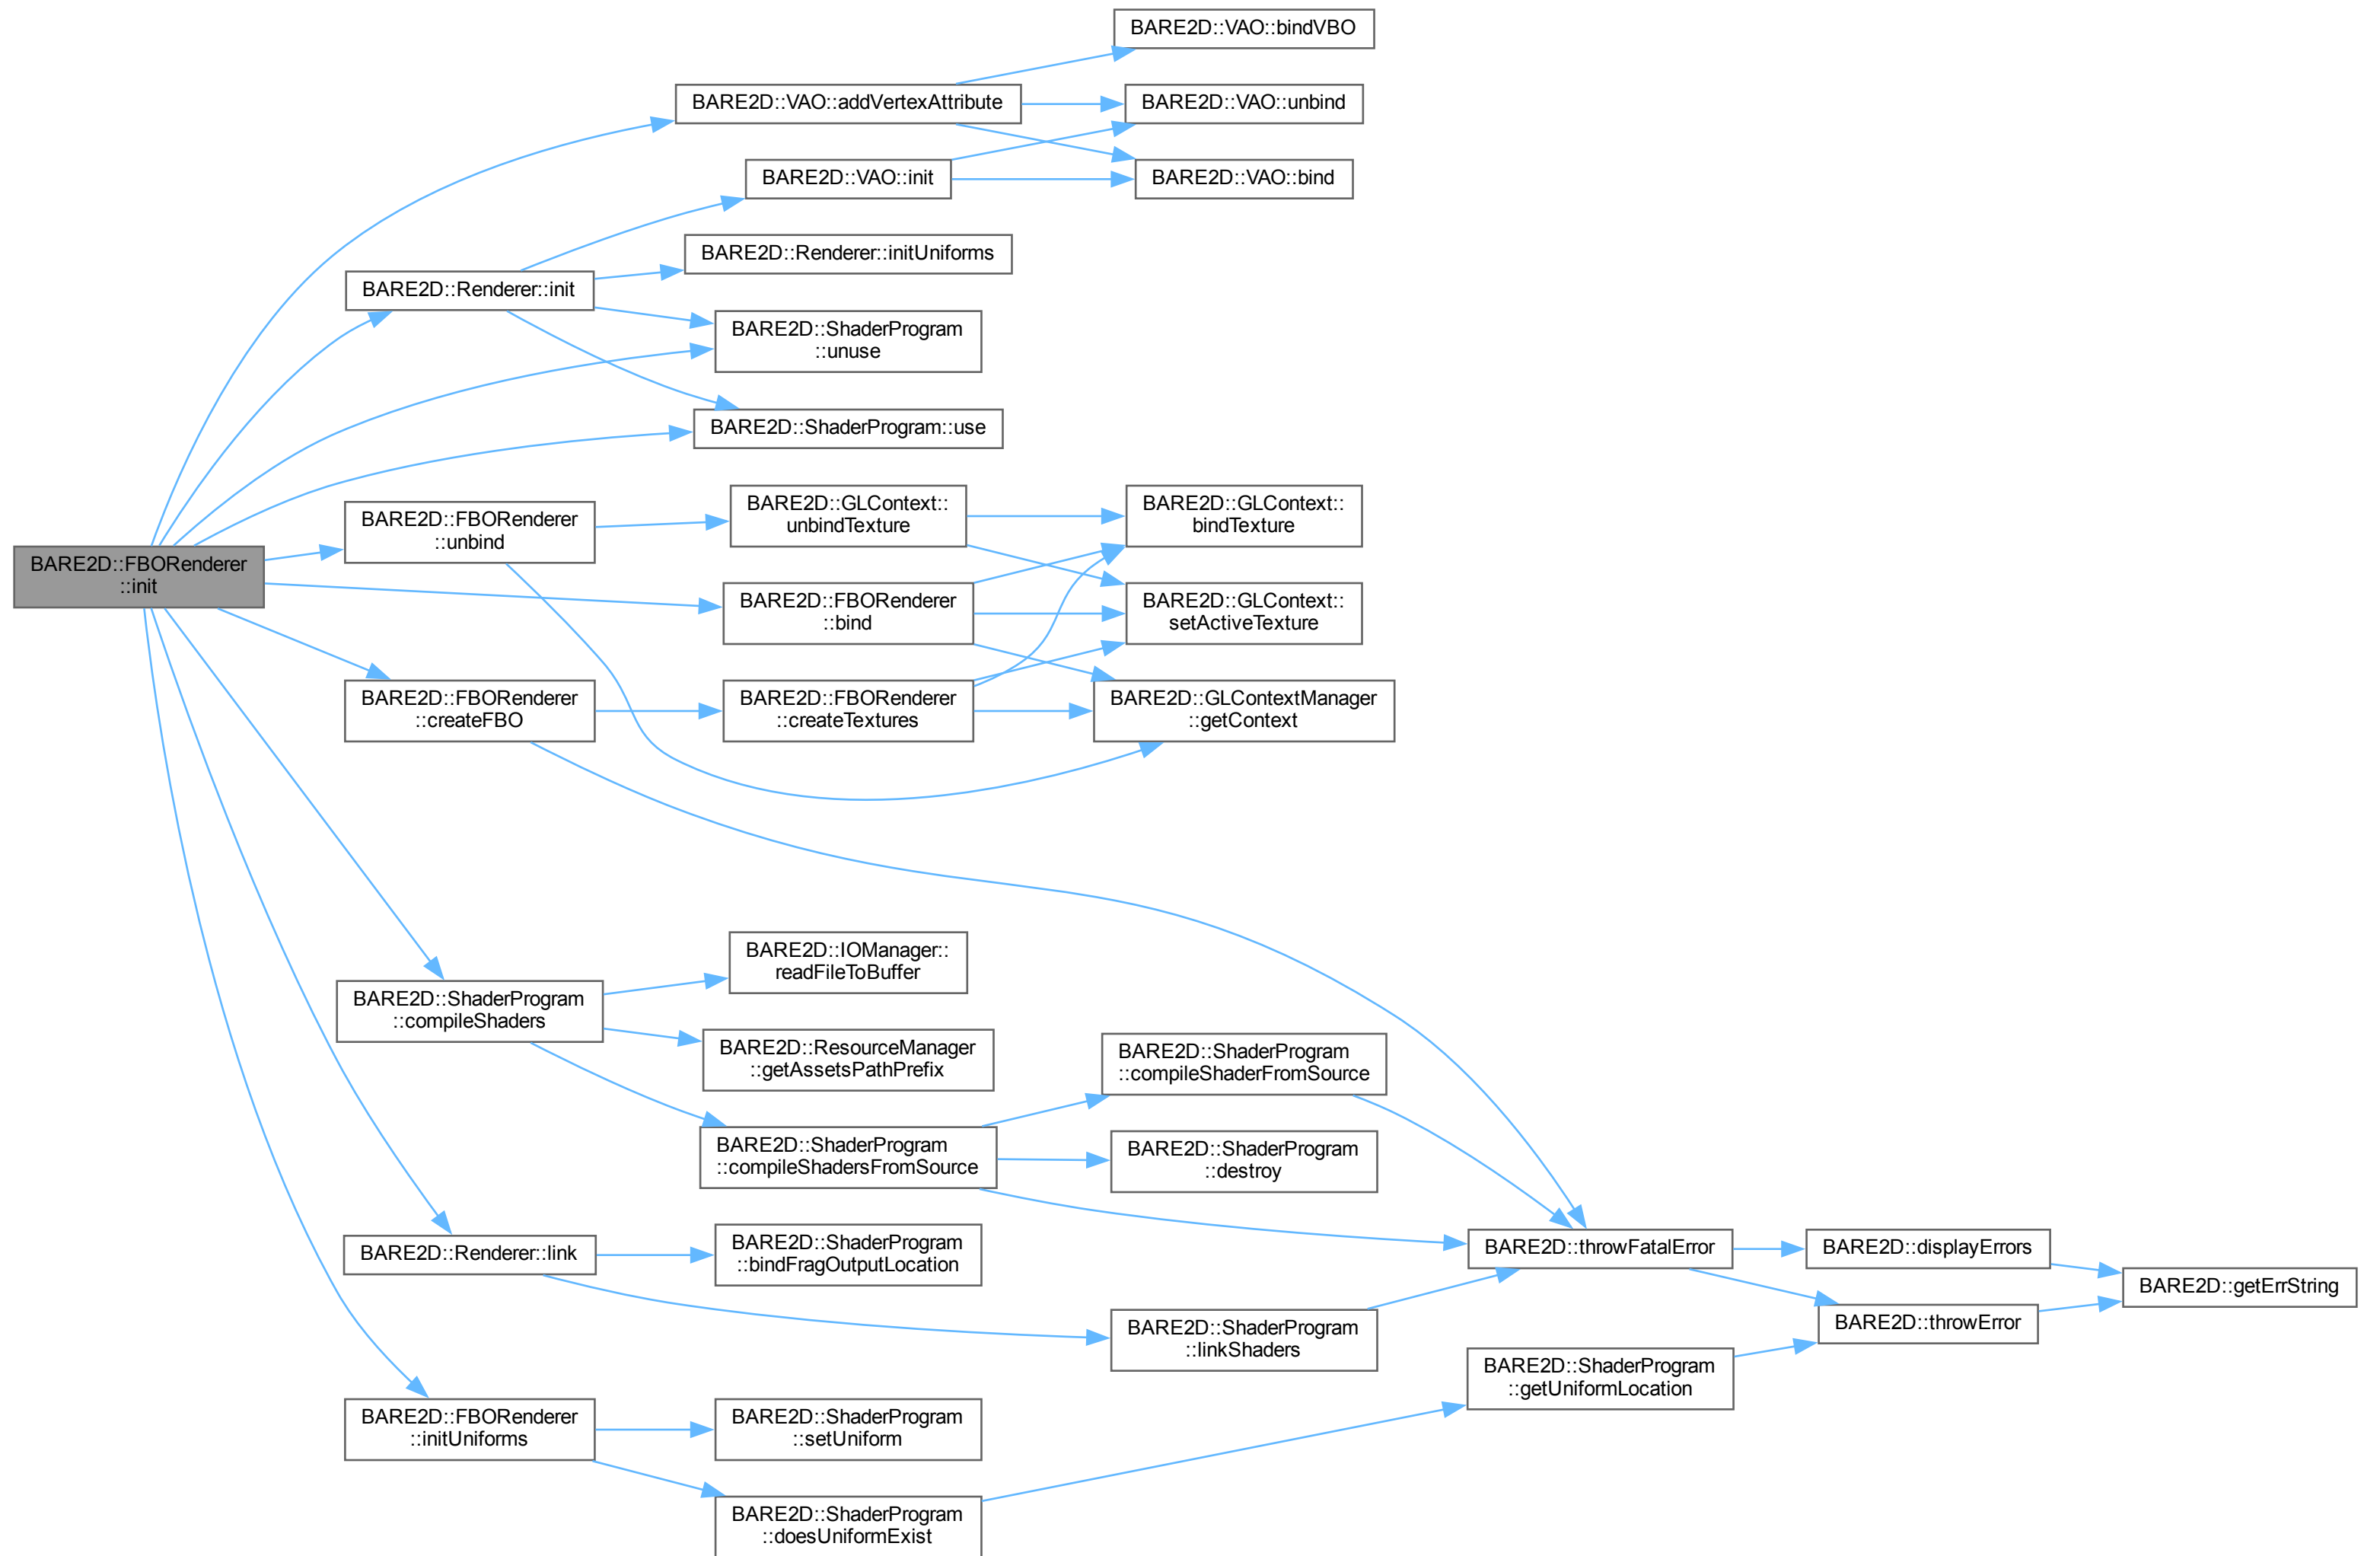 BARE2D::FBORenderer
::init
BARE2D::VAO::addVertexAttribute
BARE2D::VAO::bindVBO
BARE2D::VAO::unbind
BARE2D::VAO::bind
BARE2D::Renderer::init
BARE2D::VAO::init
BARE2D::Renderer::initUniforms
BARE2D::ShaderProgram
::unuse
BARE2D::ShaderProgram::use
BARE2D::FBORenderer
::unbind
BARE2D::GLContext::
unbindTexture
BARE2D::GLContext::
bindTexture
BARE2D::FBORenderer
::bind
BARE2D::GLContext::
setActiveTexture
BARE2D::FBORenderer
::createFBO
BARE2D::FBORenderer
::createTextures
BARE2D::GLContextManager
::getContext
BARE2D::ShaderProgram
::compileShaders
BARE2D::IOManager::
readFileToBuffer
BARE2D::ResourceManager
::getAssetsPathPrefix
BARE2D::ShaderProgram
::compileShadersFromSource
BARE2D::ShaderProgram
::compileShaderFromSource
BARE2D::ShaderProgram
::destroy
BARE2D::Renderer::link
BARE2D::ShaderProgram
::bindFragOutputLocation
BARE2D::ShaderProgram
::linkShaders
BARE2D::throwFatalError
BARE2D::displayErrors
BARE2D::getErrString
BARE2D::throwError
BARE2D::ShaderProgram
::getUniformLocation
BARE2D::FBORenderer
::initUniforms
BARE2D::ShaderProgram
::setUniform
BARE2D::ShaderProgram
::doesUniformExist